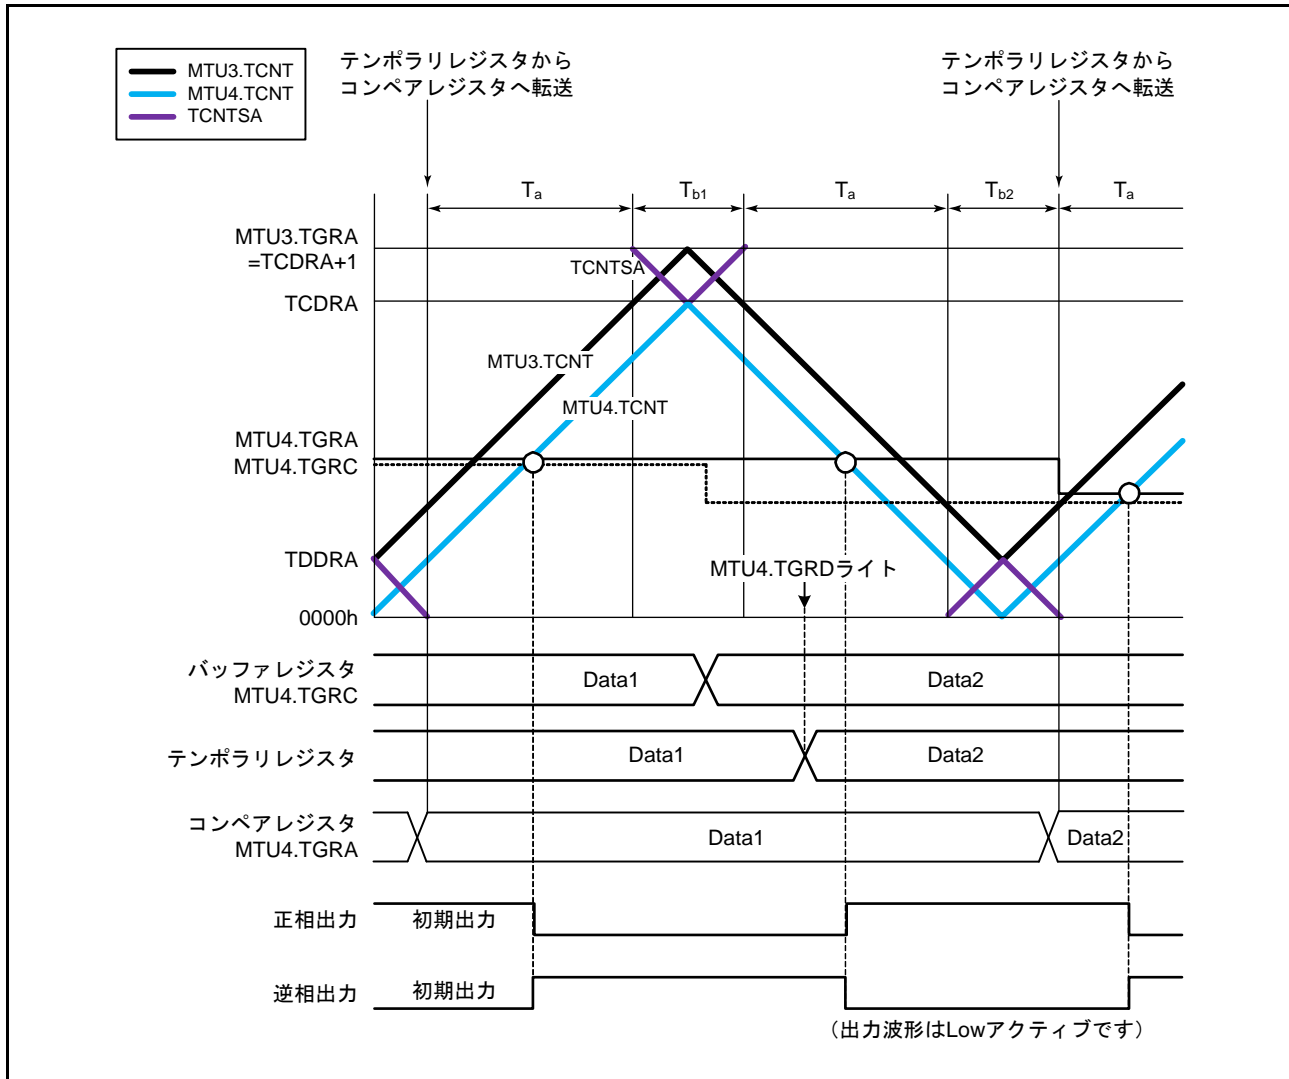 MTU3.TCNT
MTU4.TCNT
TCNTSA
テンポラリレジスタから
コンペアレジスタへ転送
テンポラリレジスタから
コンペアレジスタへ転送
Ta
Tb1
Ta
Tb2
Ta
MTU3.TGRA
=TCDRA+1
TCNTSA
TCDRA
MTU3.TCNT
MTU4.TCNT
MTU4.TGRA
MTU4.TGRC
TDDRA
MTU4.TGRDライト
0000h
バッファレジスタ
MTU4.TGRC
Data1
Data2
テンポラリレジスタ
Data1
Data2
コンペアレジスタ
MTU4.TGRA
Data1
Data2
正相出力
初期出力
逆相出力
初期出力
（出力波形はLowアクティブです）